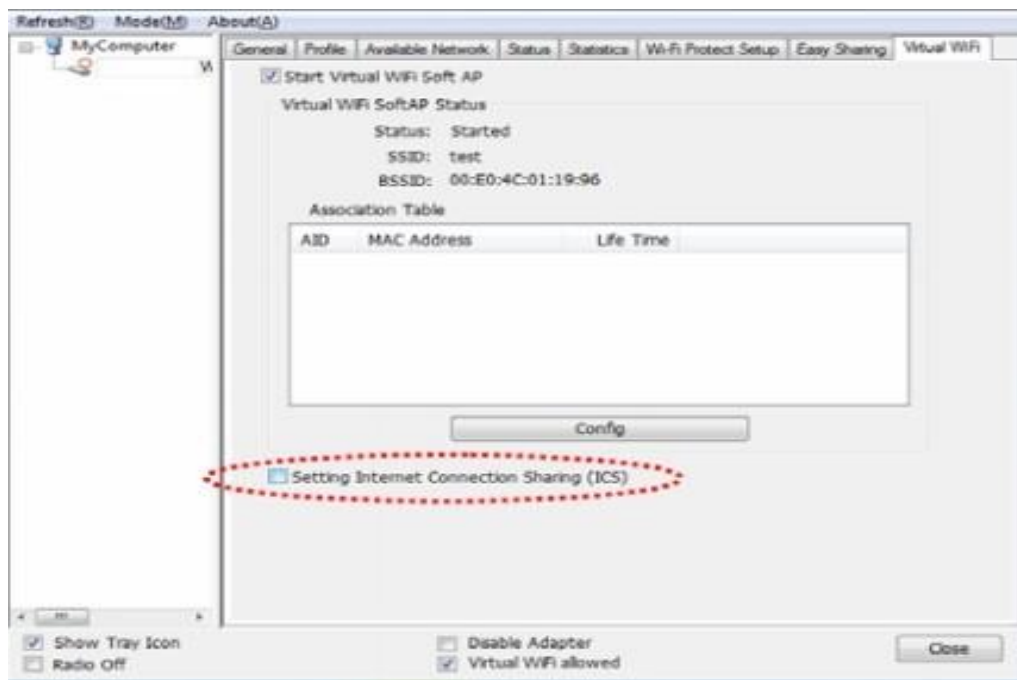 Refresh(R) Mode(M) About(A)
MyComputer
General Profile Available Network Status Statistics Wi-Fi Protect Setup Easy Sharing Virtual WiFi
Start Virtual WiFi Soft AP
Virtual WiFi SoftAP Status
Status: Started
SSID: test
BSSID: 00:E0:4C:01:19:96
Association Table
AID MAC Address Life Time
Config
Setting Internet Connection Sharing (ICS)
Show Tray Icon
Radio Off
Disable Adapter
Virtual WiFi allowed
Close